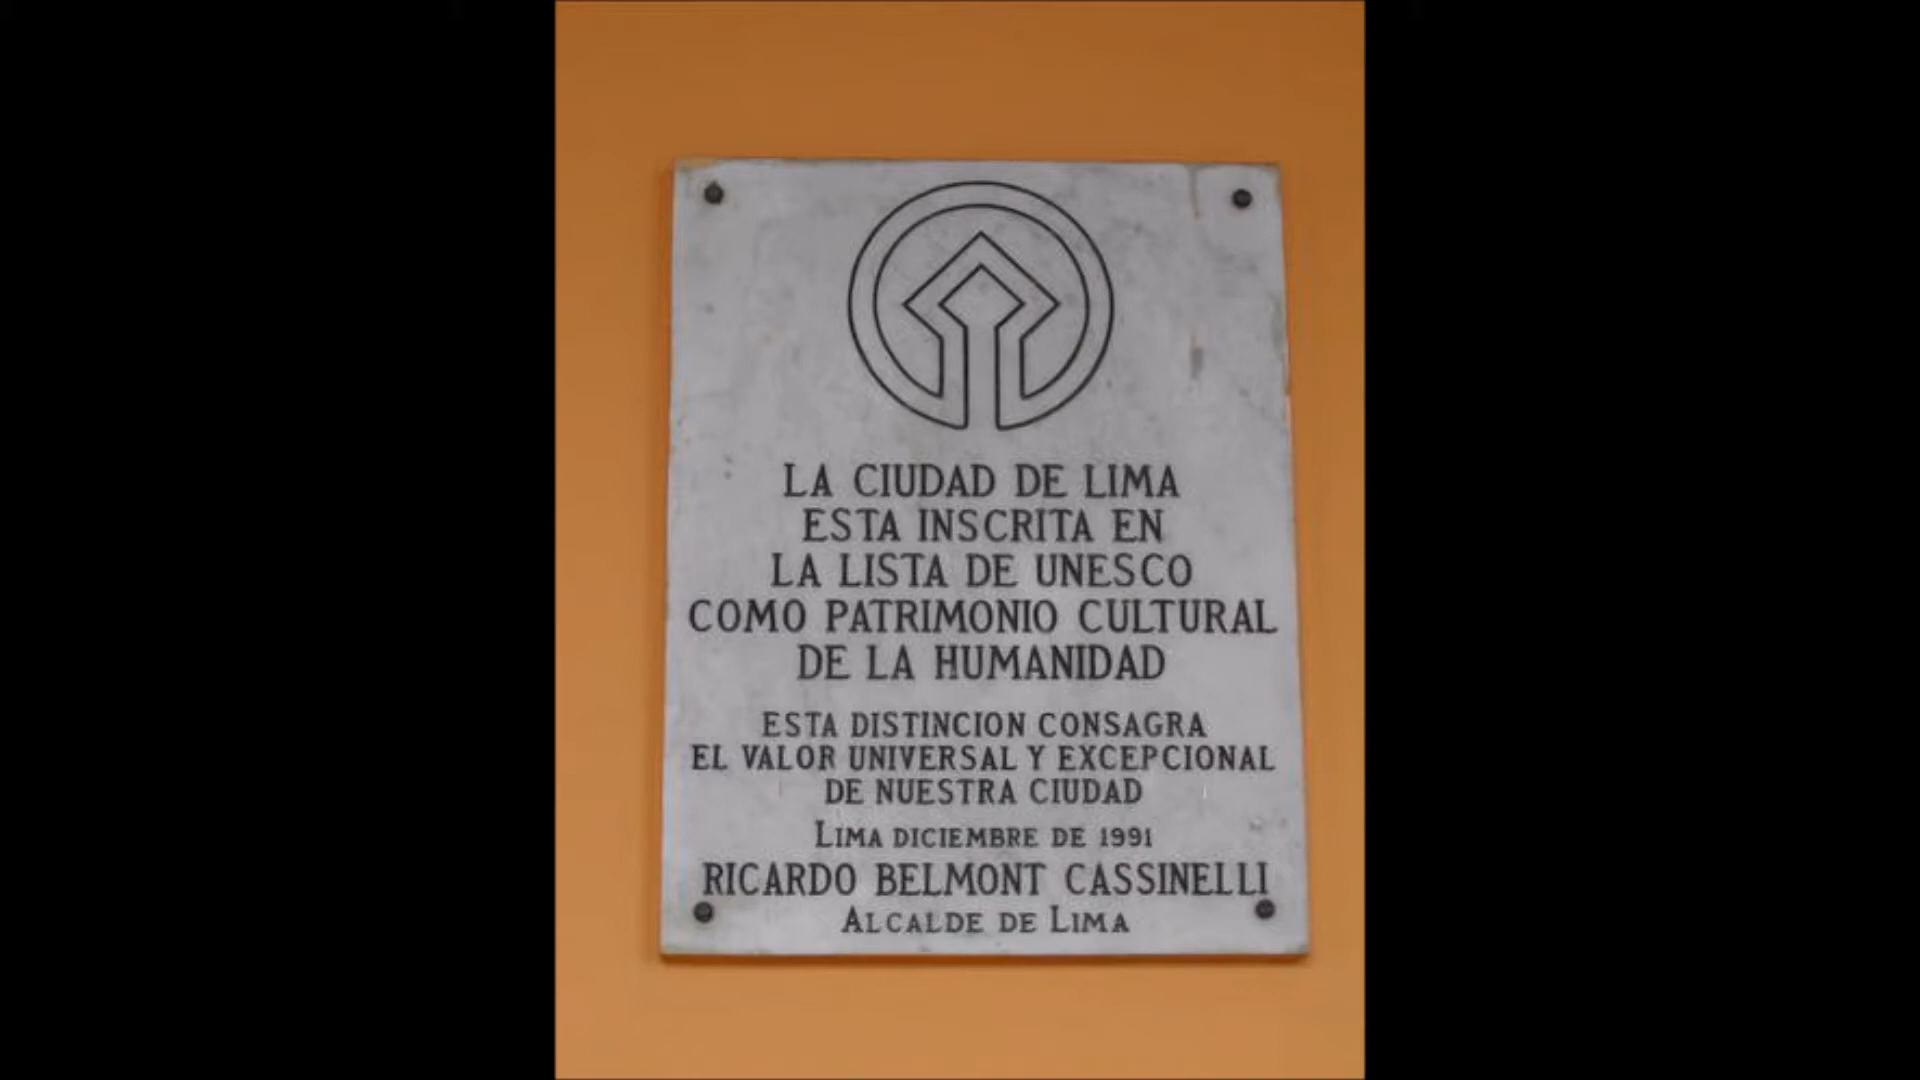 LA CIUDAD DE LIMA
ESTA INSCRITA EN
LA LISTA DE UNESCO
COMO PATRIMONIO CULTURAL
DE LA HUMANIDAD
ESTA DISTINCION CONSAGRA
EL VALOR UNIVERSAL Y EXCEPCIONAL
DE NUESTRA CIUDAD
LIMA DICIEMBRE DE 1991
RICARDO BELMONT CASSINELLI
ALCALDE DE LIMA